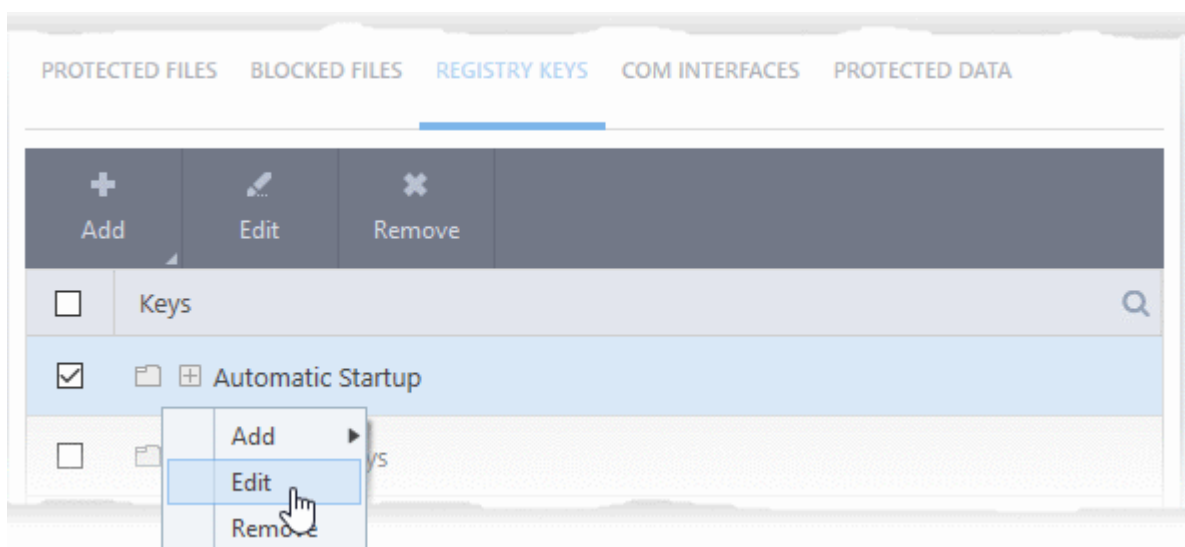 PROTECTED FILES BLOCKED FILES REGISTRY KEYS COM INTERFACES PROTECTED DATA
Add Edit Remove
Keys
Automatic Startup
Add
Edit
Remove